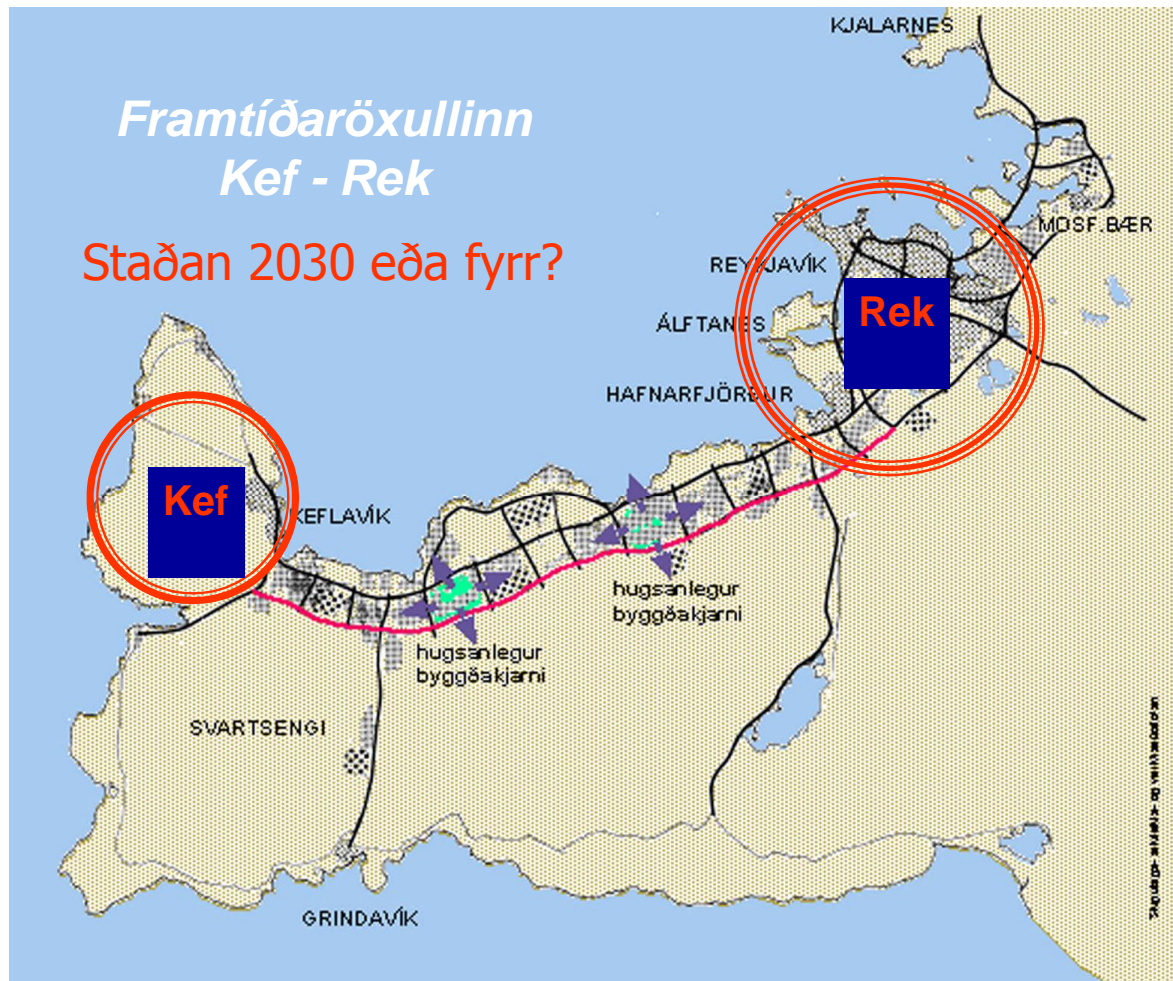 KJALARNES
Framtíðaröxullinn
Kef - Rek
MOSF.BÆR
Staðan 2030 eða fyrr?
REYKJAVÍK
Rek
ÁLFTANES
HAFNARFJÖRÐUR
Kef
KEFLAVÍK
hugsanlegur
byggðakjarni
hugsanlegur
byggðakjarni
SVARTSENGI
GRINDAVÍK